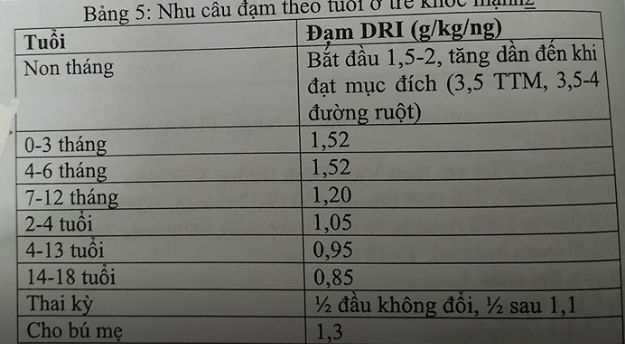 Bảng 5: Nhu cầu đạm theo tuổi ở trẻ khỏe mạnh2
Tuổi Đạm DRI (g/kg/ng)
Non tháng Bắt đầu 1,5-2, tăng dần đến khi
đạt mục đích (3,5 TTM, 3,5-4
đường ruột)
0-3 tháng 1,52
4-6 tháng 1,52
7-12 tháng 1,20
2-4 tuổi 1,05
4-13 tuổi 0,95
14-18 tuổi 0,85
Thai kỳ ½ đầu không đổi, ½ sau 1,1
Cho bú mẹ 1,3